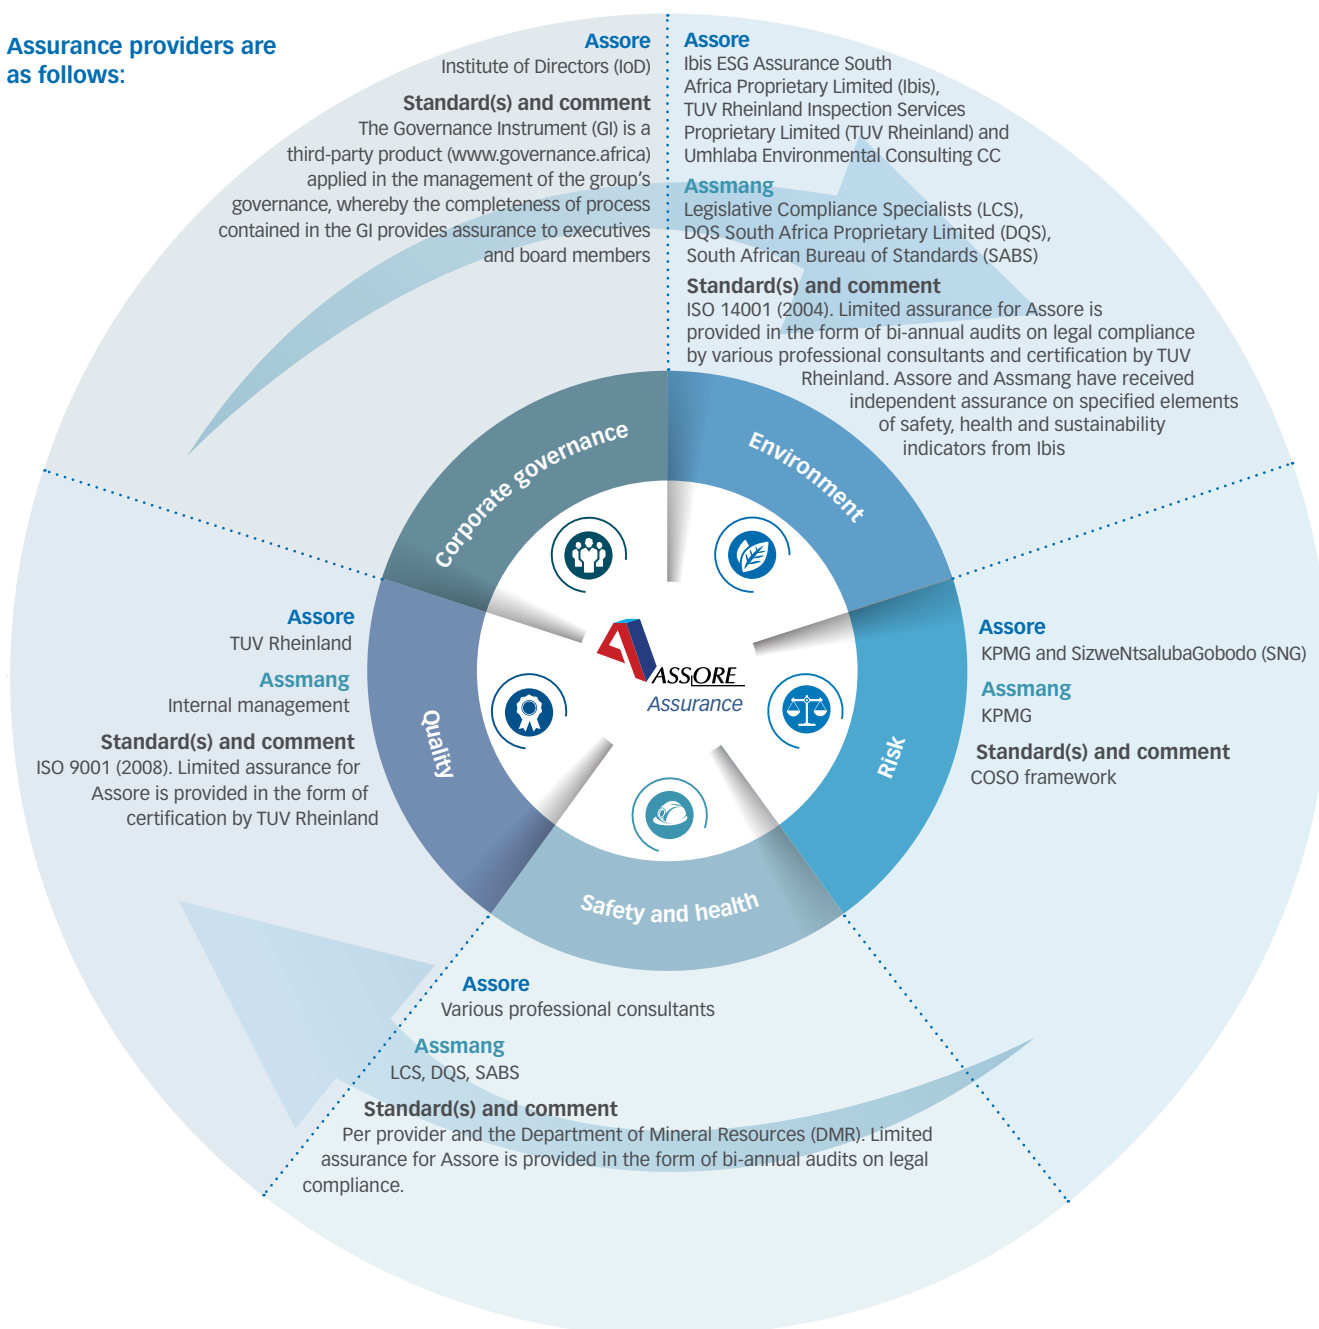 Assurance providers are
as follows:
Assore
Institute of Directors (IoD)
Standard(s) and comment
The Governance Instrument (GI) is a
third-party product (www.governance.africa)
applied in the management of the group's
governance, whereby the completeness of process
contained in the GI provides assurance to executives
and board members
Assore
Ibis ESG Assurance South
Africa Proprietary Limited (Ibis),
TUV Rheinland Inspection Services
Proprietary Limited (TUV Rheinland) and
Umhlaba Environmental Consulting CC
Assmang
Legislative Compliance Specialists (LCS),
DQS South Africa Proprietary Limited (DQS),
South African Bureau of Standards (SABS)
Standard(s) and comment
ISO 14001 (2004). Limited assurance for Assore is
provided in the form of bi-annual audits on legal compliance
by various professional consultants and certification by TUV
Rheinland. Assore and Assmang have received
independent assurance on specified elements
of safety, health and sustainability
indicators from Ibis
Corporate governance
Environment
Assore
TUV Rheinland
Assmang
Internal management
Standard(s) and comment
ISO 9001 (2008). Limited assurance for
Assore is provided in the form of
certification by TUV Rheinland
Quality
ASSORE
Assurance
Risk
Assore
KPMG and SizweNtsalubaGobodo (SNG)
Assmang
KPMG
Standard(s) and comment
COSO framework
Safety and health
Assore
Various professional consultants
Assmang
LCS, DQS, SABS
Standard(s) and comment
Per provider and the Department of Mineral Resources (DMR). Limited
assurance for Assore is provided in the form of bi-annual audits on legal
compliance.